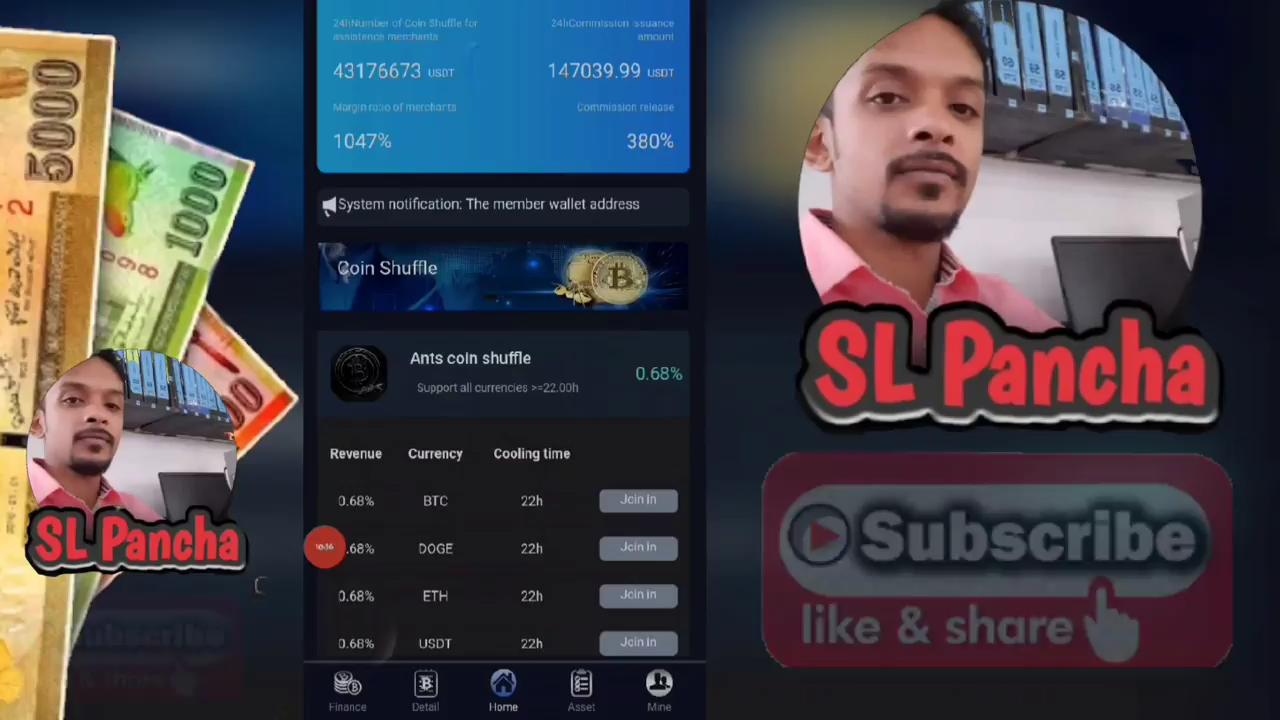 24hNumber of Coin Shuffle for
assistence merchants
24hCommission issuance
amount
43176673 USDT
147039.99 USDT
Margin ratio of merchants
Commission release
1047%
380%
System notification: The member wallet address
Coin Shuffle
Ants coin shuffle
Support all currencies >=22.00h
0.68%
Revenue Currency Cooling time
0.68% BTC 22h Join in
.68% DOGE 22h Join in
0.68% ETH 22h Join in
0.68% USDT 22h Join in
10:16
Finance Detail Home Asset Mine
5000
1000
SL Pancha
SL Pancha
Subscribe
like & share